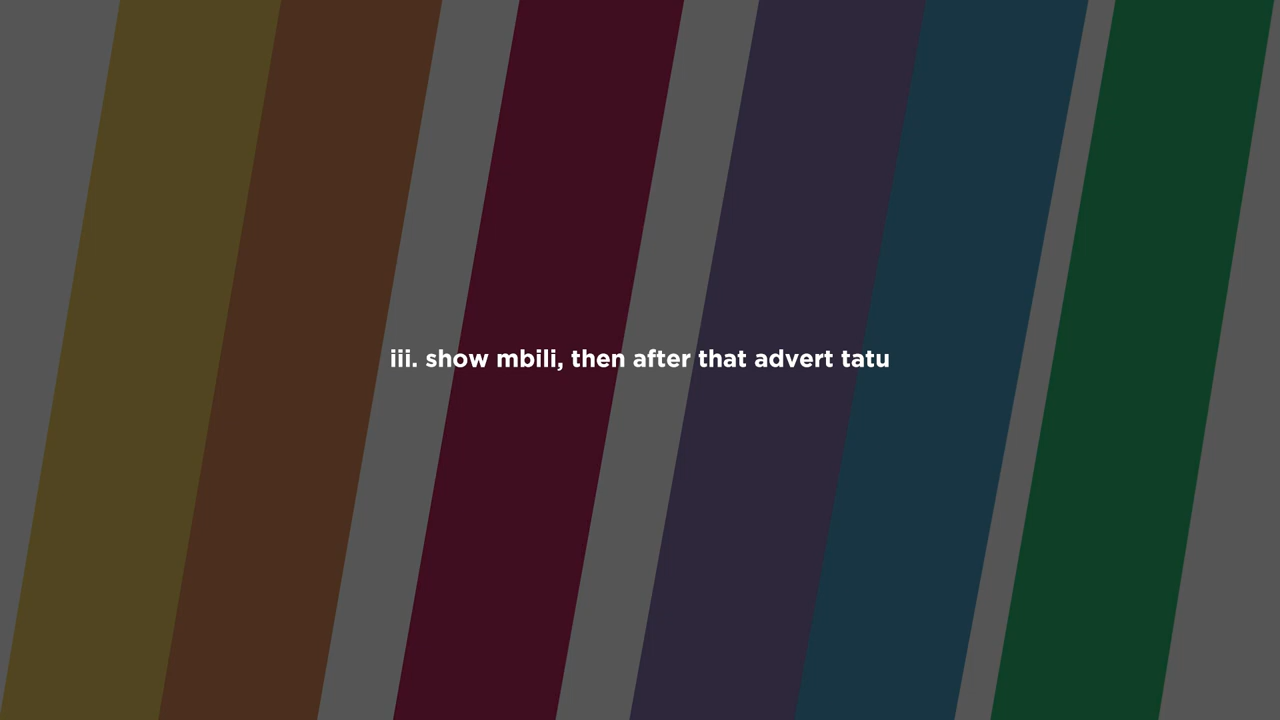 iii. show mbili, then after that advert tatu